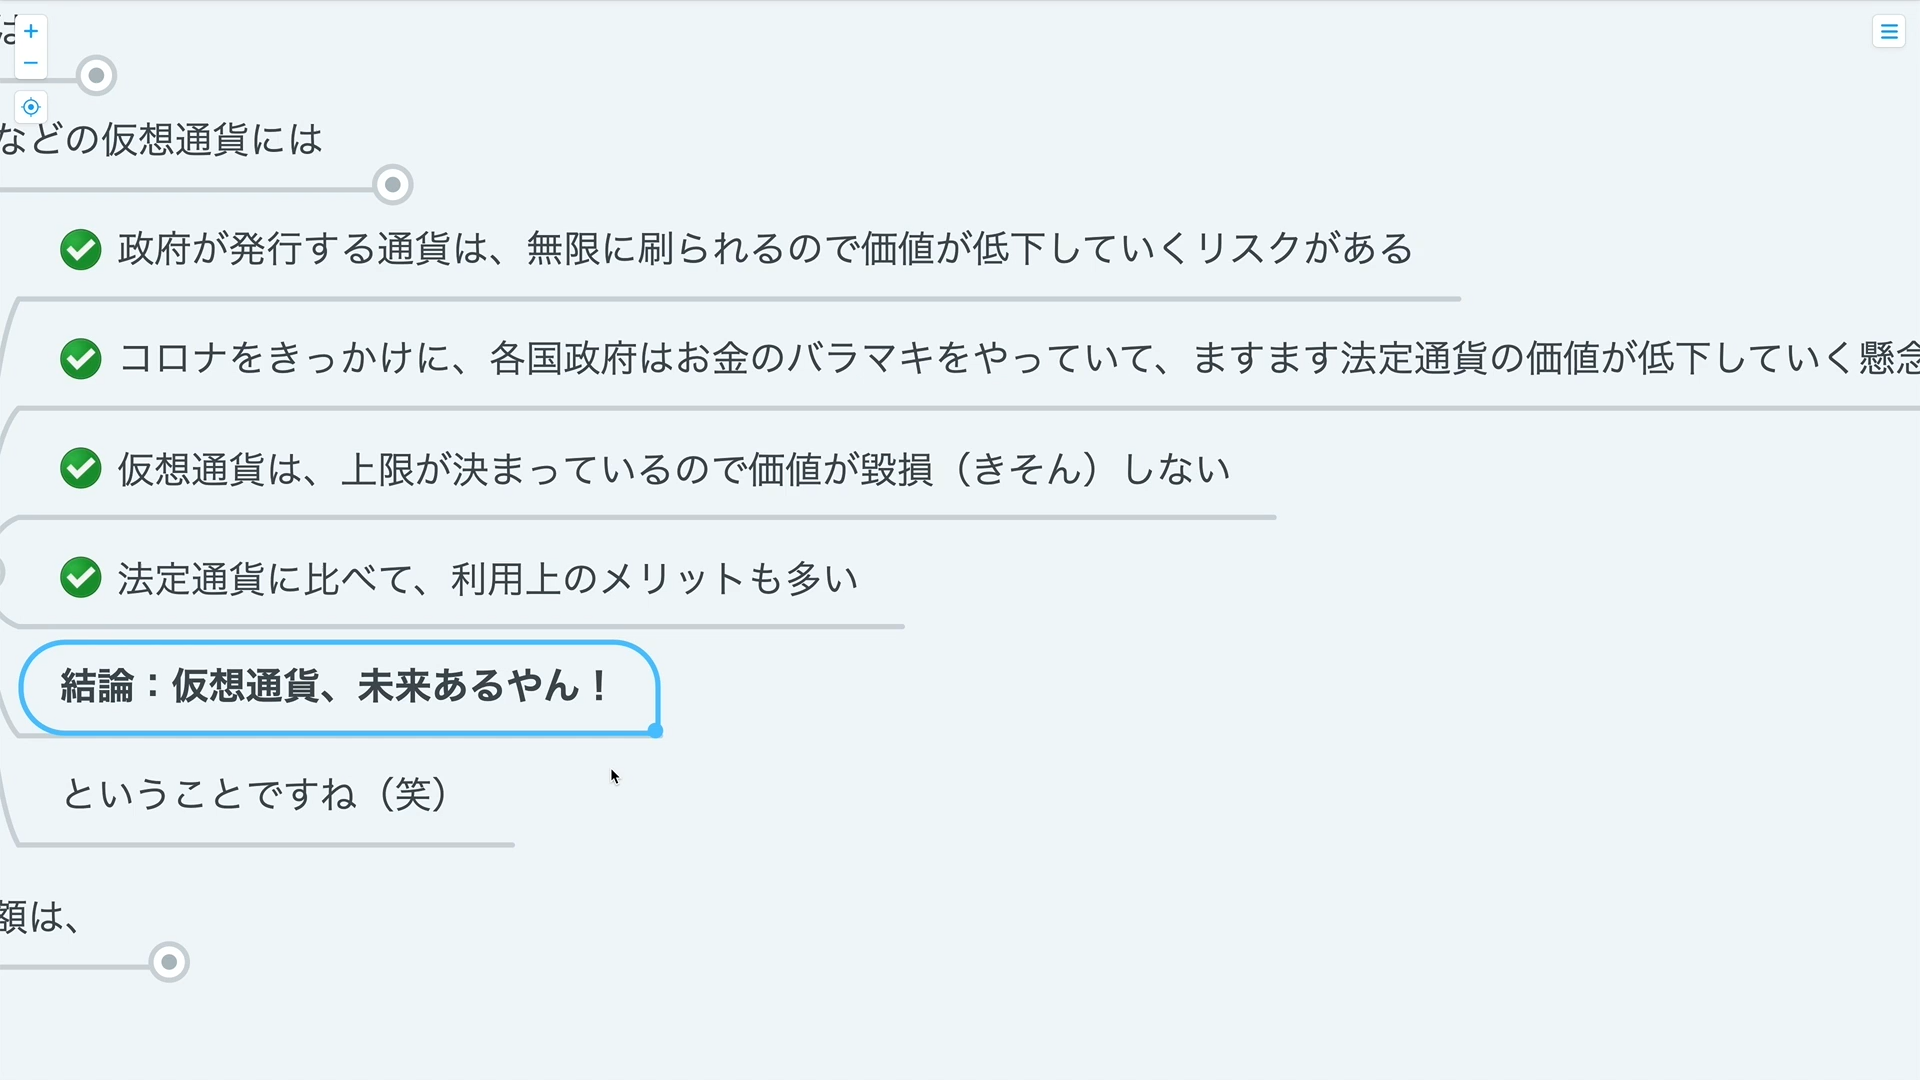 は
などの仮想通貨には
政府が発行する通貨は、無限に刷られるので価値が低下していくリスクがある
コロナをきっかけに、各国政府はお金のバラマキをやっていて、ますます法定通貨の価値が低下していく懸念
仮想通貨は、上限が決まっているので価値が毀損（きそん）しない
法定通貨に比べて、利用上のメリットも多い
結論：仮想通貨、未来あるやん！
ということですね（笑）
額は、